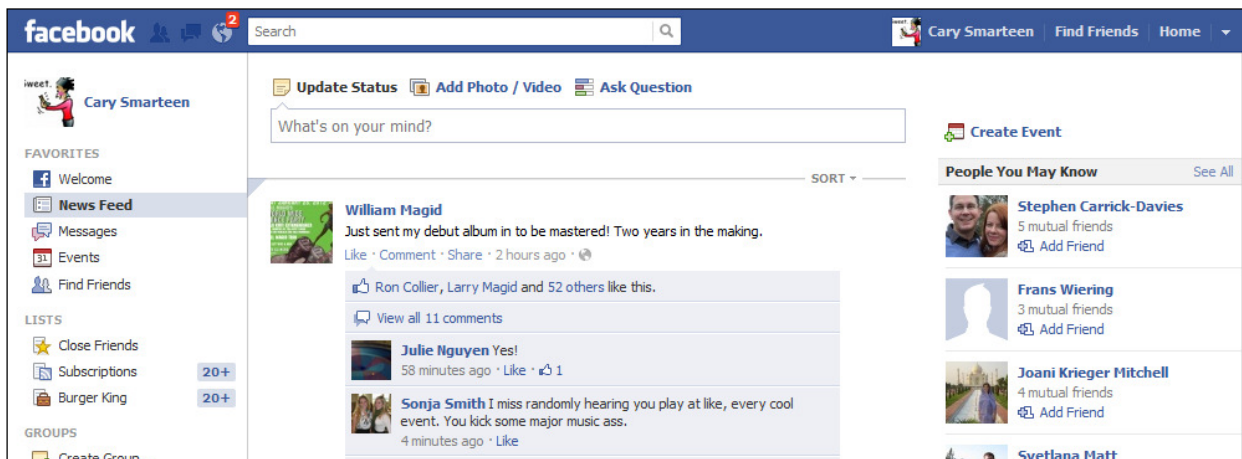 facebook
2
Search
Cary Smarteen
Find Friends
Home
Cary Smarteen
FAVORITES
Welcome
News Feed
Messages
Events
Find Friends
LISTS
Close Friends
Subscriptions 20+
Burger King 20+
GROUPS
Create Group...
Update Status Add Photo / Video Ask Question
What's on your mind?
SORT
William Magid
Just sent my debut album in to be mastered! Two years in the making.
Like · Comment · Share · 2 hours ago ·
Ron Collier, Larry Magid and 52 others like this.
View all 11 comments
Julie Nguyen Yes!
58 minutes ago · Like · 1
Sonja Smith I miss randomly hearing you play at like, every cool
event. You kick some major music ass.
4 minutes ago · Like
Create Event
People You May Know See All
Stephen Carrick-Davies
5 mutual friends
Add Friend
Frans Wiering
3 mutual friends
Add Friend
Joani Krieger Mitchell
4 mutual friends
Add Friend
Svetlana Matt